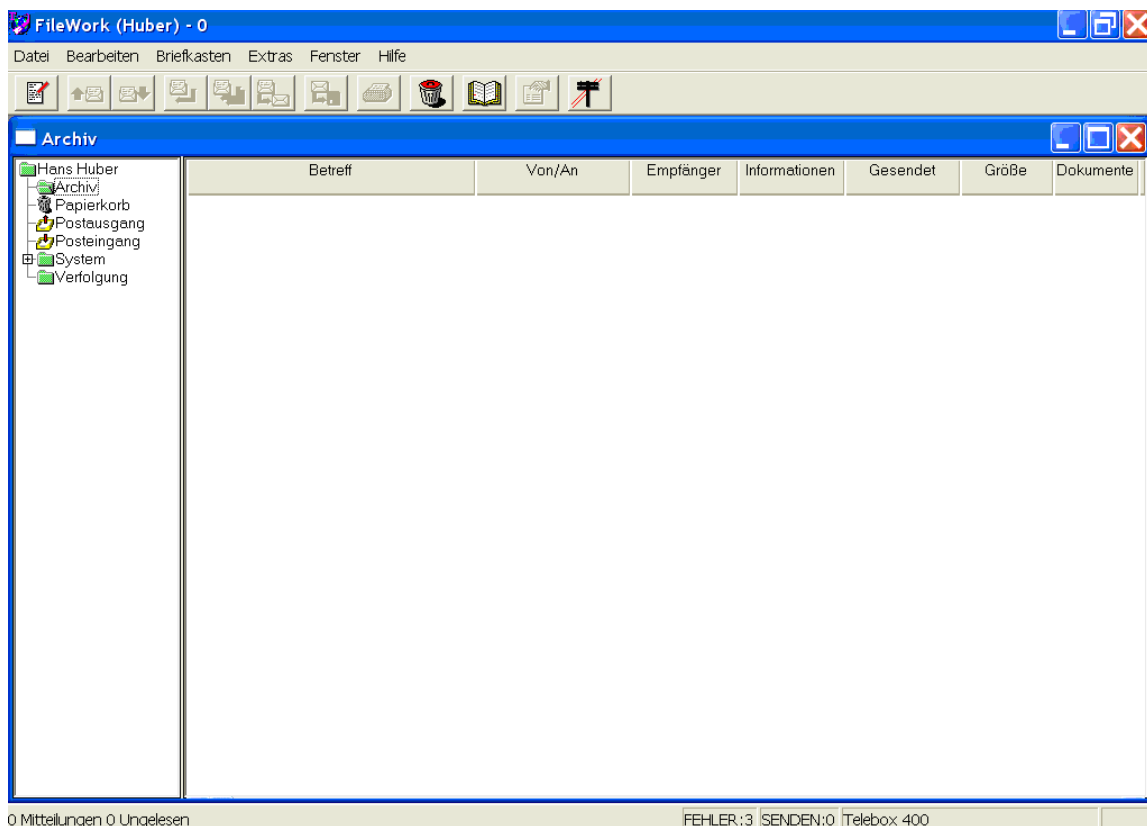 FileWork (Huber) - 0
Datei Bearbeiten Briefkasten Extras Fenster Hilfe
Archiv
Hans Huber
Archiv
Papierkorb
Postausgang
Posteingang
System
Verfolgung
Betreff Von/An Empfänger Informationen Gesendet Größe Dokumente
0 Mitteilungen 0 Ungelesen FEHLER:3 SENDEN:0 Telebox 400